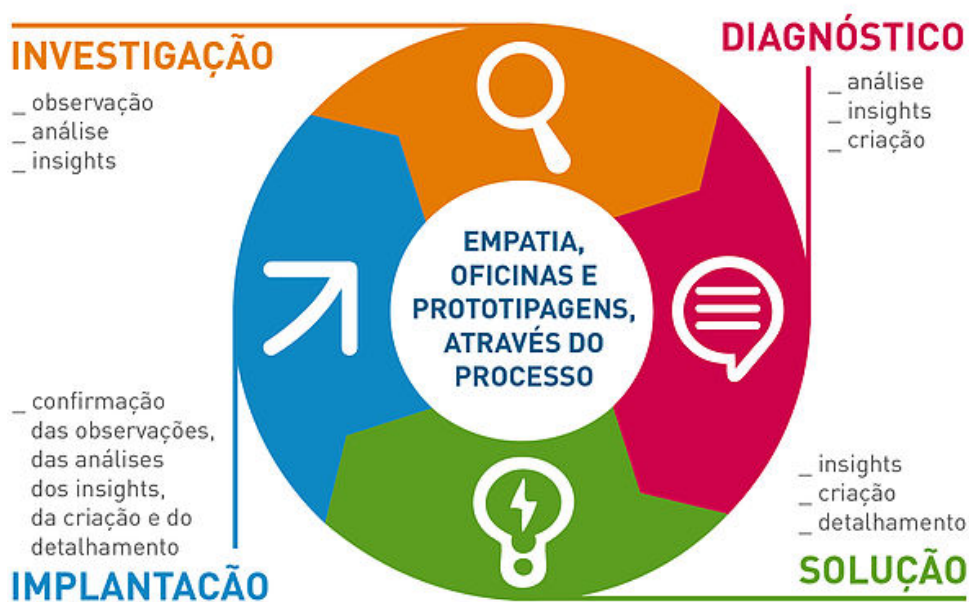 INVESTIGAÇÃO
_ observação
_ análise
_ insights
DIAGNÓSTICO
_ análise
_ insights
_ criação
EMPATIA,
OFICINAS E
PROTOTIPAGENS,
ATRAVÉS DO
PROCESSO
_ confirmação
das observações,
das análises
dos insights,
da criação e do
detalhamento
IMPLANTACÃO
_ insights
_ criação
_ detalhamento
SOLUÇÃO